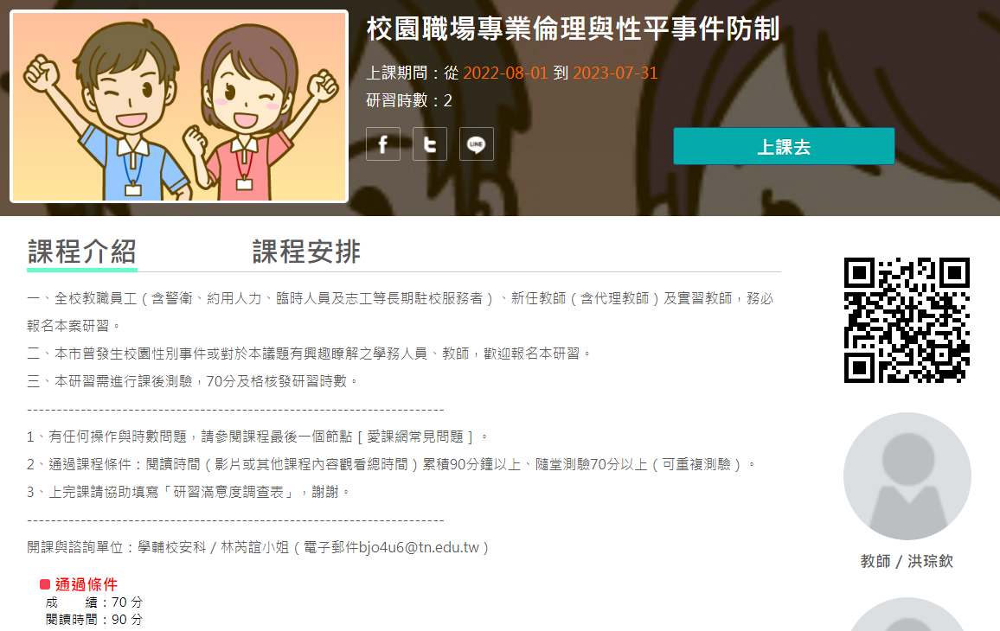 校園職場專業倫理與性平事件防制
上課期間：從 2022-08-01 到 2023-07-31
研習時數：2
f
t
LINE
上課去
課程介紹
課程安排
一、全校教職員工（含警衛、約用人力、臨時人員及志工等長期駐校服務者）、新任教師（含代理教師）及實習教師，務必
報名本案研習。
二、本市曾發生校園性別事件或對於本議題有興趣瞭解之學務人員、教師，歡迎報名本研習。
三、本研習需進行課後測驗，70分及格核發研習時數。
----------------------------------------------------------------------
1、有任何操作與時數問題，請參閱課程最後一個節點［愛課網常見問題］。
2、通過課程條件：閱讀時間（影片或其他課程內容觀看總時間）累積90分鐘以上、隨堂測驗70分以上（可重複測驗）。
3、上完課請協助填寫「研習滿意度調查表」，謝謝。
----------------------------------------------------------------------
開課與諮詢單位：學輔校安科 / 林芮誼小姐（電子郵件bjo4u6@tn.edu.tw）
通過條件
成　　績：70 分
閱讀時間：90 分
教師 / 洪琮欽